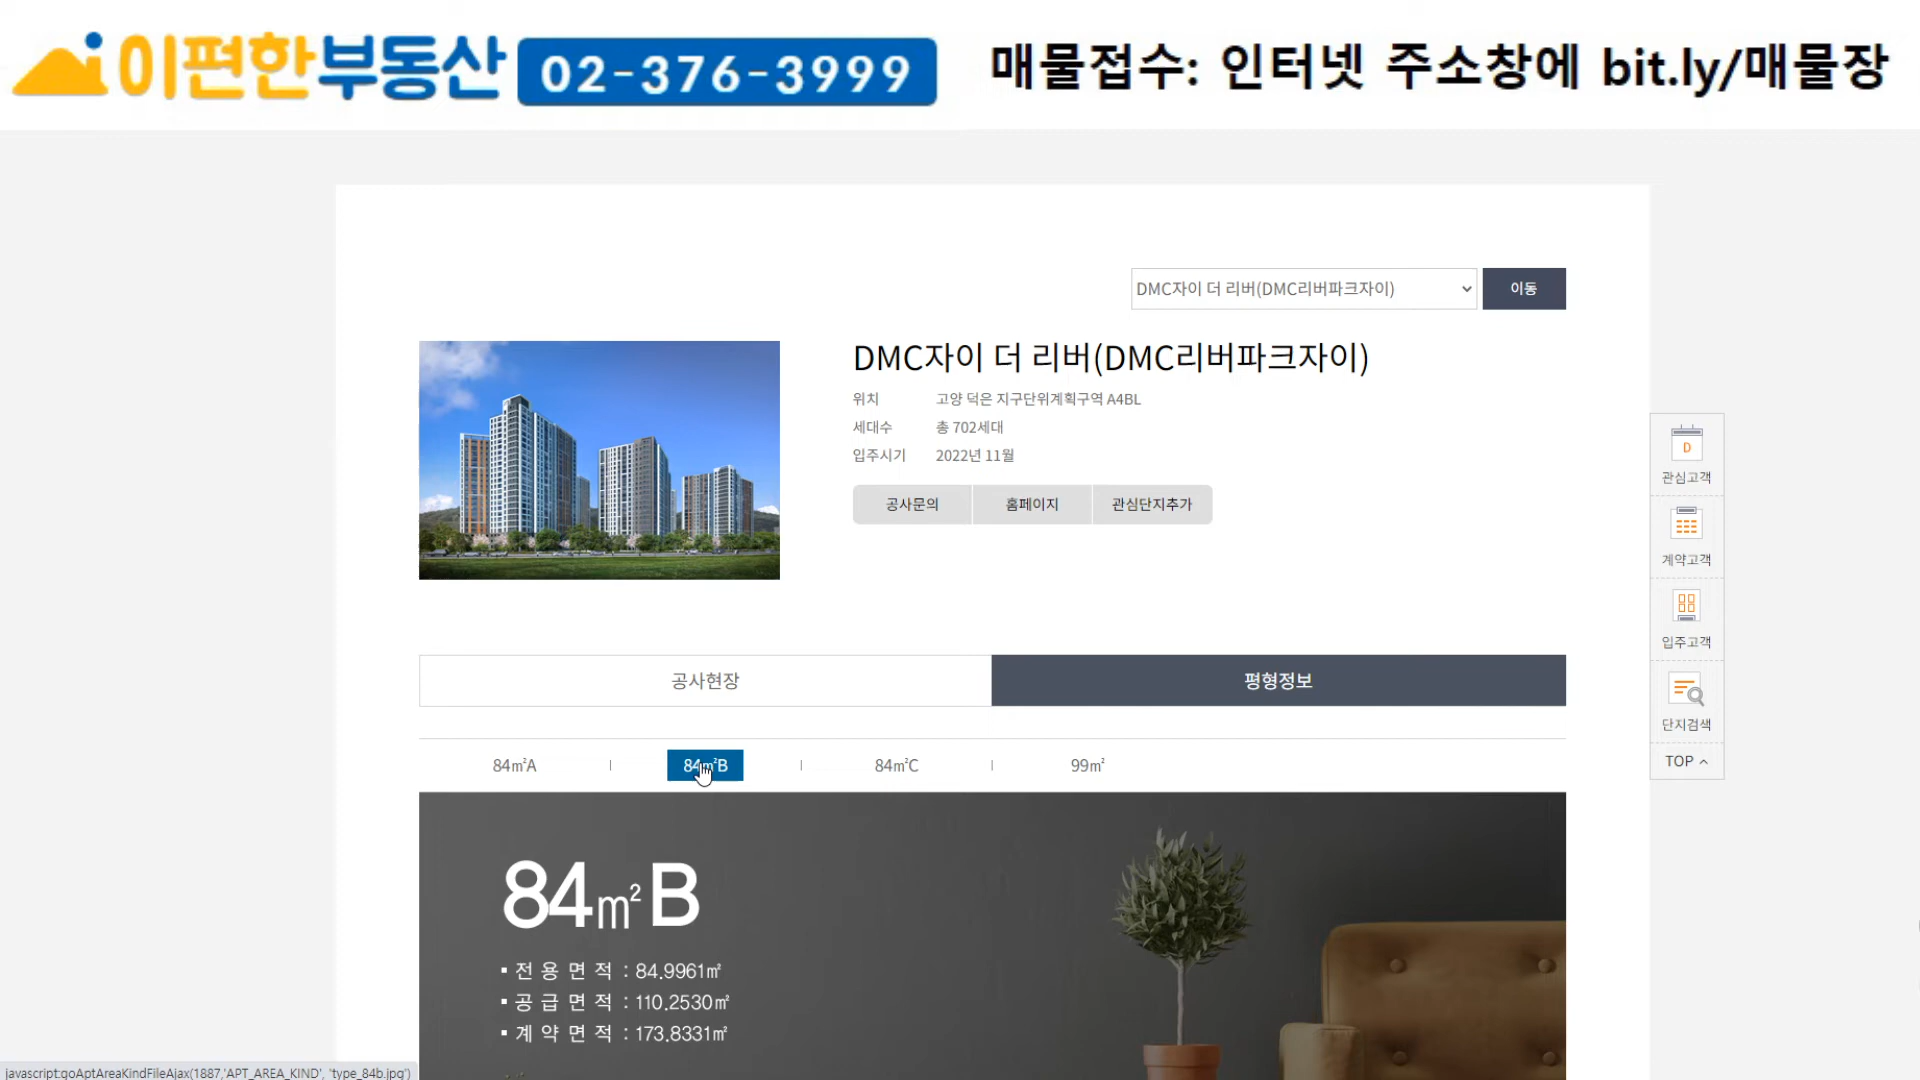 이편한부동산 02-376-3999 매물접수: 인터넷 주소창에 bit.ly/매물장
DMC자이 더 리버(DMC리버파크자이) 이동
DMC자이 더 리버(DMC리버파크자이)
위치 고양 덕은 지구단위계획구역 A4BL
세대수 총 702세대
입주시기 2022년 11월
공사문의 홈페이지 관심단지추가
D
관심고객
계약고객
입주고객
단지검색
TOP
공사현장 평형정보
84㎡A 84㎡B 84㎡C 99㎡
84㎡B
▪ 전용면적 : 84.9961㎡
▪ 공급면적 : 110.2530㎡
▪ 계약면적 : 173.8331㎡
javascript:goAptAreaKindFileAjax(1887,'APT_AREA_KIND', 'type_84b.jpg')